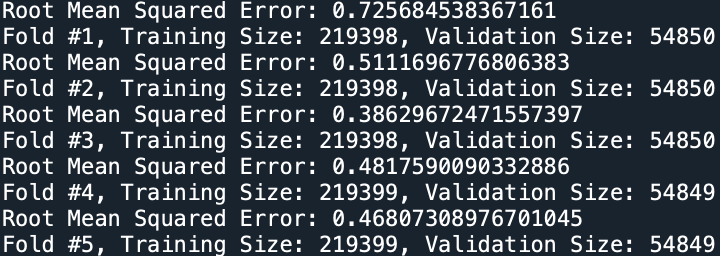 Root Mean Squared Error: 0.725684538367161
Fold #1, Training Size: 219398, Validation Size: 54850
Root Mean Squared Error: 0.5111696776806383
Fold #2, Training Size: 219398, Validation Size: 54850
Root Mean Squared Error: 0.38629672471557397
Fold #3, Training Size: 219398, Validation Size: 54850
Root Mean Squared Error: 0.4817590090332886
Fold #4, Training Size: 219399, Validation Size: 54849
Root Mean Squared Error: 0.46807308976701045
Fold #5, Training Size: 219399, Validation Size: 54849